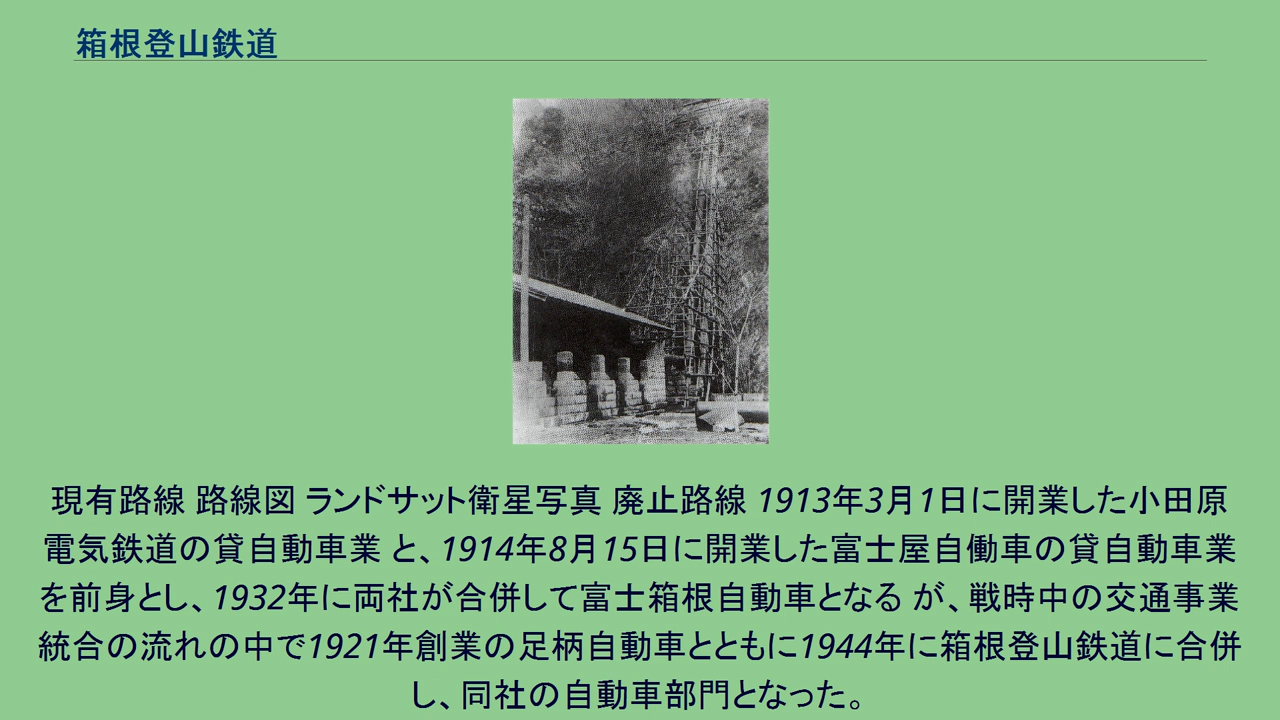 箱根登山鉄道
現有路線 路線図 ランドサット衛星写真 廃止路線 1913年3月1日に開業した小田原
電気鉄道の貸自動車業 と、1914年8月15日に開業した富士屋自働車の貸自動車業
を前身とし、1932年に両社が合併して富士箱根自動車となる が、戦時中の交通事業
統合の流れの中で1921年創業の足柄自動車とともに1944年に箱根登山鉄道に合併
し、同社の自動車部門となった。